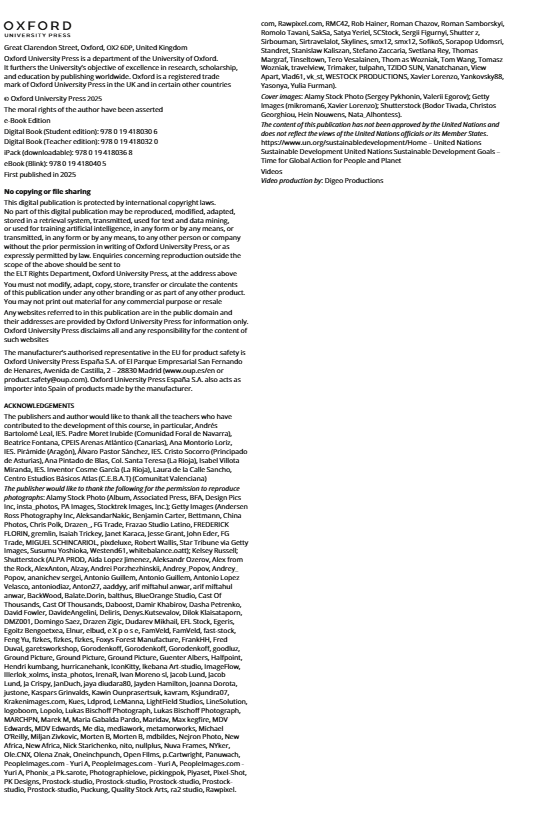 OXFORD
UNIVERSITY PRESS
Great Clarendon Street, Oxford, OX2 6DP, United Kingdom
Oxford University Press is a department of the University of Oxford.
It furthers the University's objective of excellence in research, scholarship,
and education by publishing worldwide. Oxford is a registered trade
mark of Oxford University Press in the UK and in certain other countries
© Oxford University Press 2025
The moral rights of the author have been asserted
e-Book Edition
Digital Book (Student edition): 978 0 19 418030 6
Digital Book (Teacher edition): 978 0 19 418032 0
iPack (downloadable): 978 0 19 418036 8
eBook (Blink): 978 0 19 418040 5
First published in 2025
No copying or file sharing
This digital publication is protected by international copyright laws.
No part of this digital publication may be reproduced, modified, adapted,
stored in a retrieval system, transmitted, used for text and data mining,
or used for training artificial intelligence, in any form or by any means, or
transmitted, in any form or by any means, to any other person or company
without the prior permission in writing of Oxford University Press, or as
expressly permitted by law. Enquiries concerning reproduction outside the
scope of the above should be sent to
the ELT Rights Department, Oxford University Press, at the address above
You must not modify, adapt, copy, store, transfer or circulate the contents
of this publication under any other branding or as part of any other product.
You may not print out material for any commercial purpose or resale
Any websites referred to in this publication are in the public domain and
their addresses are provided by Oxford University Press for information only.
Oxford University Press disclaims all and any responsibility for the content of
such websites
The manufacturer's authorised representative in the EU for product safety is
Oxford University Press España S.A. of El Parque Empresarial San Fernando
de Henares, Avenida de Castilla, 2 – 28830 Madrid (www.oup.es/en or
product.safety@oup.com). Oxford University Press España S.A. also acts as
importer into Spain of products made by the manufacturer.
ACKNOWLEDGEMENTS
The publishers and author would like to thank all the teachers who have
contributed to the development of this course, in particular, Andrés
Bartolomé Leal, IES. Padre Moret Irubide (Comunidad Foral de Navarra),
Beatrice Fontana, CPEIS Arenas Atlántico (Canarias), Ana Montorio Loriz,
IES. Pirámide (Aragón), Álvaro Pastor Sánchez, IES. Cristo Socorro (Principado
de Asturias), Ana Pintado de Blas, Col. Santa Teresa (La Rioja), Isabel Villota
Miranda, IES. Inventor Cosme García (La Rioja), Laura de la Calle Sancho,
Centro Estudios Básicos Atlas (C.E.B.A.T) (Comunitat Valenciana)
The publisher would like to thank the following for the permission to reproduce
photographs: Alamy Stock Photo (Album, Associated Press, BFA, Design Pics
Inc, insta_photos, PA Images, Stocktrek Images, Inc.); Getty Images (Andersen
Ross Photography Inc, AleksandarNakic, Benjamin Carter, Bettmann, China
Photos, Chris Polk, Drazen_, FG Trade, Frazao Studio Latino, FREDERICK
FLORIN, gremlin, Isaiah Trickey, Janet Karaca, Jesse Grant, John Eder, FG
Trade, MIGUEL SCHINCARIOL, pixdeluxe, Robert Wallis, Star Tribune via Getty
Images, Susumu Yoshioka, Westend61, whitebalance.oatt); Kelsey Russell;
Shutterstock (ALPA PROD, Aida Lopez Jimenez, Aleksandr Ozerov, Alex from
the Rock, AlexAnton, Alzay, Andrei Porzhezhinskii, Andrey_Popov, Andrey_
Popov, ananichev sergei, Antonio Guillem, Antonio Guillem, Antonio Lopez
Velasco, antoniodiaz, Anton27, aaddyy, arif miftahul anwar, arif miftahul
anwar, BackWood, Balate.Dorin, balthus, BlueOrange Studio, Cast Of
Thousands, Cast Of Thousands, Daboost, Damir Khabirov, Dasha Petrenko,
David Fowler, DavideAngelini, Deliris, Denys.Kutsevalov, Dilok Klaisataporn,
DMZ001, Domingo Saez, Drazen Zigic, Dudarev Mikhail, EFL Stock, Egeris,
Egoitz Bengoetxea, Elnur, elbud, e X p o s e, FamVeld, FamVeld, fast-stock,
Feng Yu, fizkes, fizkes, fizkes, Foxys Forest Manufacture, FrankHH, Fred
Duval, garetsworkshop, Gorodenkoff, Gorodenkoff, Gorodenkoff, goodluz,
Ground Picture, Ground Picture, Ground Picture, Guenter Albers, Halfpoint,
Hendri kumbang, hurricanehank, IconKitty, Ikebana Art-studio, ImageFlow,
Illerlok_xolms, insta_photos, IrenaR, Ivan Moreno sl, Jacob Lund, Jacob
Lund, Ja Crispy, JanDuch, jaya diudara80, Jayden Hamilton, Joanna Dorota,
justone, Kaspars Grinvalds, Kawin Ounprasertsuk, kavram, Ksjundra07,
Krakenimages.com, Kues, Ldprod, LeManna, LightField Studios, LineSolution,
logoboom, Lopolo, Lukas Bischoff Photograph, Lukas Bischoff Photograph,
MARCHPN, Marek M, Maria Gabalda Pardo, Maridav, Max kegfire, MDV
Edwards, MDV Edwards, Me dia, mediawork, metamorworks, Michael
O'Reilly, Miljan Zivkovic, Morten B, Morten B, mdbildes, Nejron Photo, New
Africa, New Africa, Nick Starichenko, nito, nullplus, Nuva Frames, NYker,
Ole.CNX, Olena Znak, Oneinchpunch, Open Films, p.Cartwright, Panuwach,
PeopleImages.com - Yuri A, PeopleImages.com - Yuri A, PeopleImages.com -
Yuri A, Phonix_a Pk.sarote, Photographielove, pickingpok, Piyaset, Pixel-Shot,
PK Designs, Prostock-studio, Prostock-studio, Prostock-studio, Prostock-
studio, Prostock-studio, Puckung, Quality Stock Arts, ra2 studio, Rawpixel.
com, Rawpixel.com, RMC42, Rob Hainer, Roman Chazov, Roman Samborskyi,
Romolo Tavani, SakSa, Satya Yeriel, SCStock, Sergii Figurnyi, Shutter z,
Sirbouman, Sirtravelalot, Skylines, smx12, smx12, SofikoS, Sorapop Udomsri,
Standret, Stanislaw Kaliszan, Stefano Zaccaria, Svetlana Rey, Thomas
Margraf, Tinseltown, Tero Vesalainen, Thom as Wozniak, Tom Wang, Tomasz
Wozniak, travelview, Trimaker, tulpahn, TZIDO SUN, Vanatchanan, View
Apart, Vlad61, vk_st, WESTOCK PRODUCTIONS, Xavier Lorenzo, Yankovsky88,
Yasonya, Yulia Furman).
Cover images: Alamy Stock Photo (Sergey Pykhonin, Valerii Egorov); Getty
Images (mikroman6, Xavier Lorenzo); Shutterstock (Bodor Tivada, Christos
Georghiou, Hein Nouwens, Nata_Alhontess).
The content of this publication has not been approved by the United Nations and
does not reflect the views of the United Nations officials or its Member States.
https://www.un.org/sustainabledevelopment/Home – United Nations
Sustainable Development United Nations Sustainable Development Goals –
Time for Global Action for People and Planet
Videos
Video production by: Digeo Productions